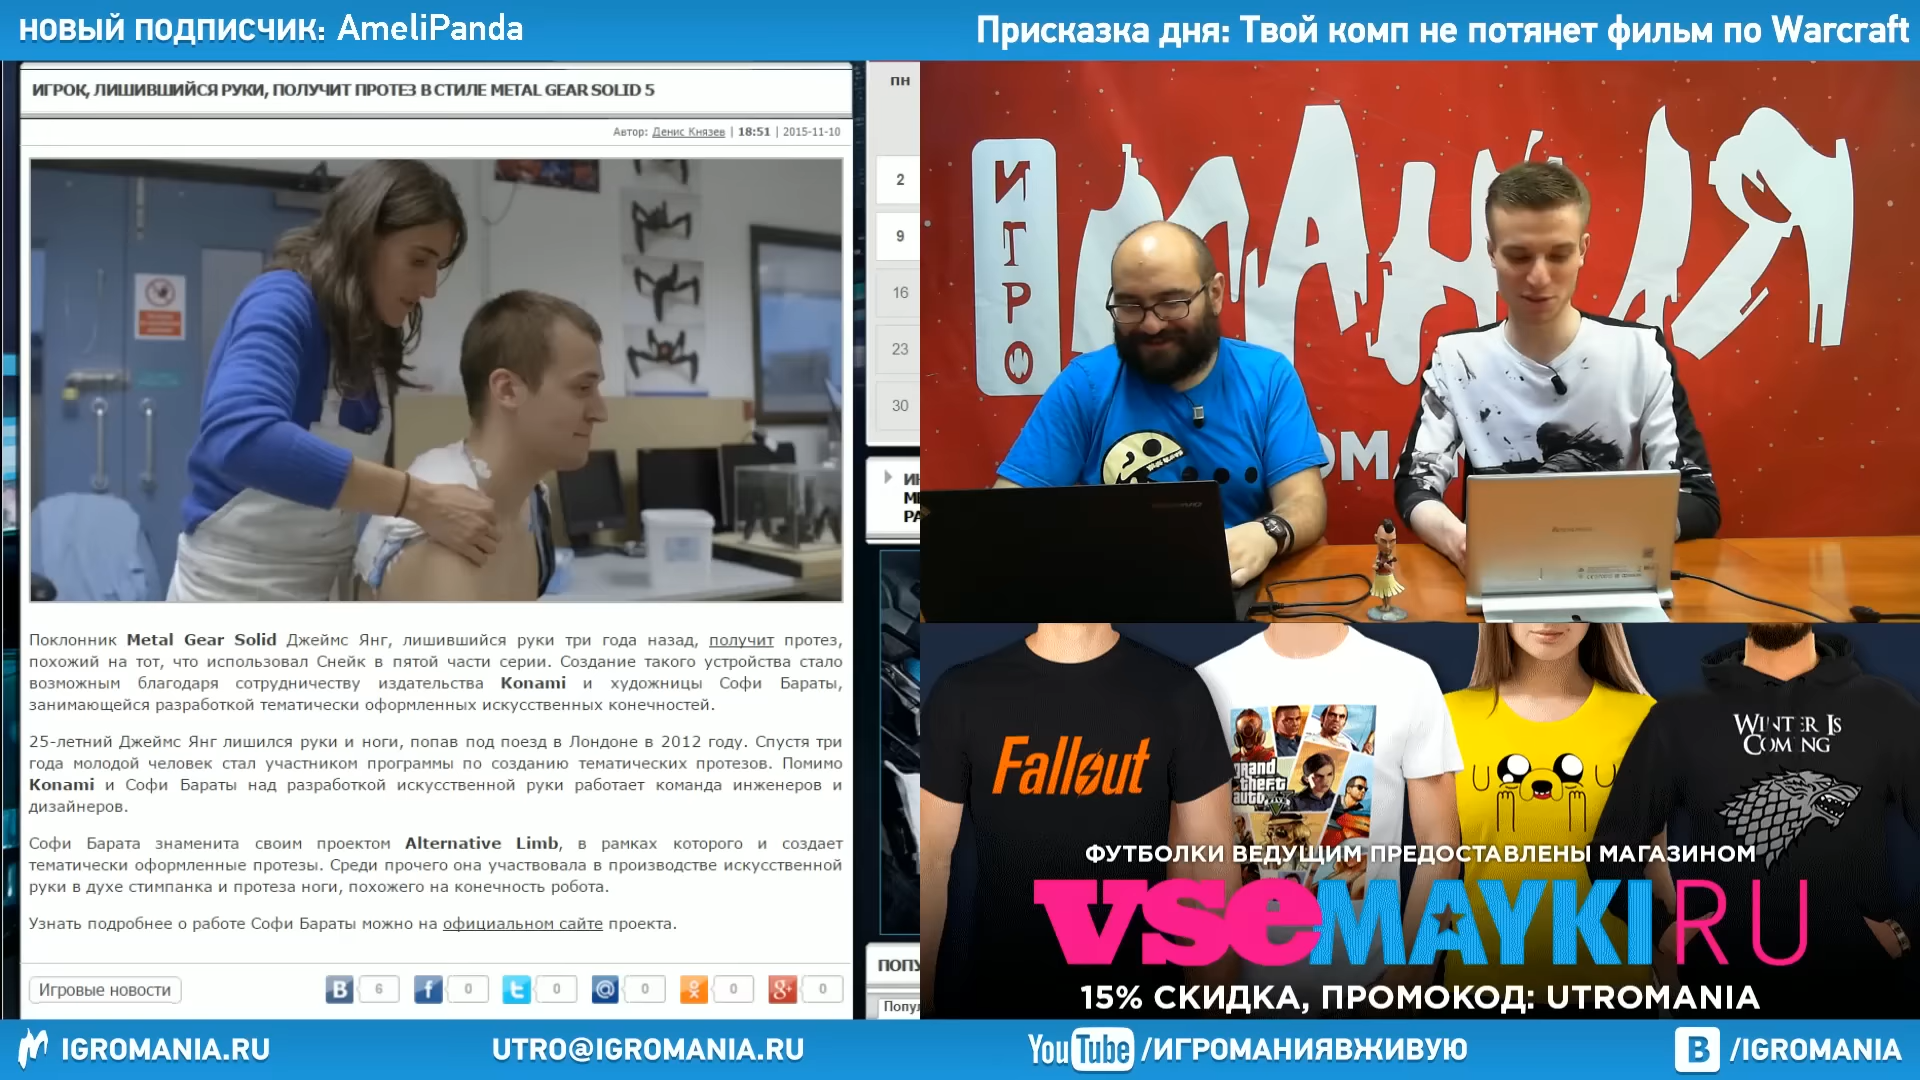 НОВЫЙ ПОДПИСЧИК: AmeliPanda
Присказка дня: Твой комп не потянет фильм по Warcraft
ИГРОК, ЛИШИВШИЙСЯ РУКИ, ПОЛУЧИТ ПРОТЕЗ В СТИЛЕ METAL GEAR SOLID 5
Автор: Денис Князев | 18:51 | 2015-11-10
Поклонник Metal Gear Solid Джеймс Янг, лишившийся руки три года назад, получит протез,
похожий на тот, что использовал Снейк в пятой части серии. Создание такого устройства стало
возможным благодаря сотрудничеству издательства Konami и художницы Софи Бараты,
занимающейся разработкой тематически оформленных искусственных конечностей.
25-летний Джеймс Янг лишился руки и ноги, попав под поезд в Лондоне в 2012 году. Спустя три
года молодой человек стал участником программы по созданию тематических протезов. Помимо
Konami и Софи Бараты над разработкой искусственной руки работает команда инженеров и
дизайнеров.
Софи Барата знаменита своим проектом Alternative Limb, в рамках которого и создает
тематически оформленные протезы. Среди прочего она участвовала в производстве искусственной
руки в духе стимпанка и протеза ноги, похожего на конечность робота.
Узнать подробнее о работе Софи Бараты можно на официальном сайте проекта.
Игровые новости
6
0
0
0
0
0
пн
2
9
16
23
30
ИН
МЕ
РА
ПОПУ
Попул
ИГРО
МАНИЯ
ОМ
Fallout
grand
theft
auto
WINTER IS
COMING
ФУТБОЛКИ ВЕДУЩИМ ПРЕДОСТАВЛЕНЫ МАГАЗИНОМ
VSEMAYKI RU
15% СКИДКА, ПРОМОКОД: UTROMANIA
IGROMANIA.RU
UTRO@IGROMANIA.RU
YouTube /ИГРОМАНИЯВЖИВУЮ
B /IGROMANIA